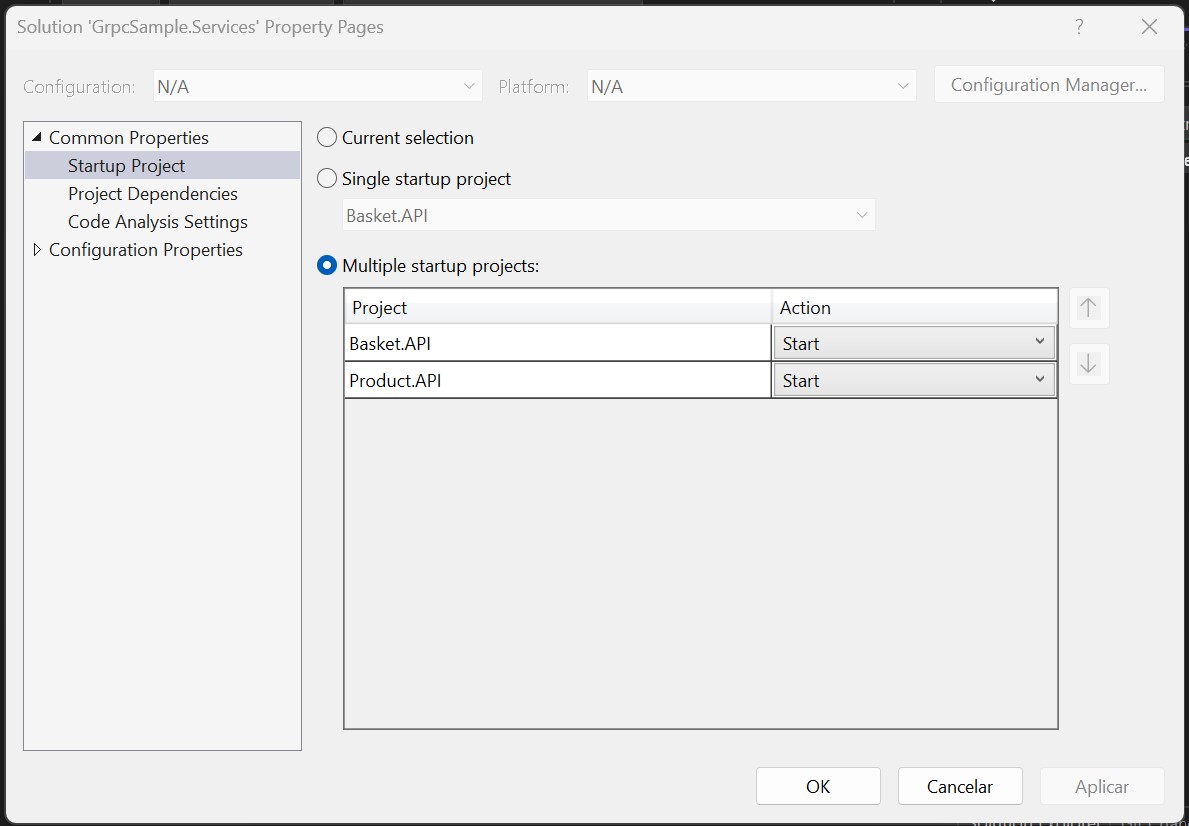 Solution 'GrpcSample.Services' Property Pages
?
Configuration:
N/A
Platform:
N/A
Configuration Manager...
Common Properties
Startup Project
Project Dependencies
Code Analysis Settings
Configuration Properties
Current selection
Single startup project
Basket.API
Multiple startup projects:
Project Action
Basket.API Start
Product.API Start
OK
Cancelar
Aplicar